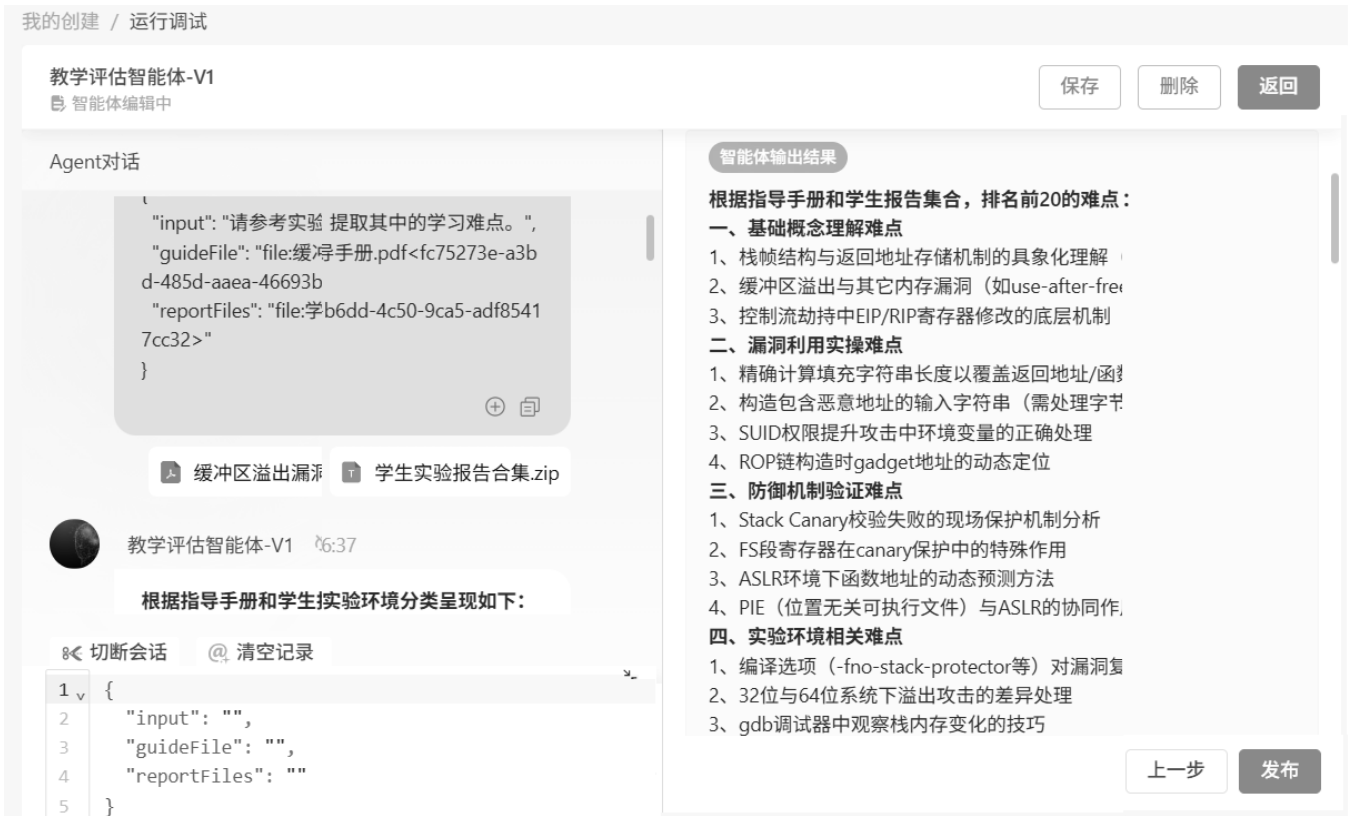 我的创建 / 运行调试
教学评估智能体-V1
智能体编辑中
保存
删除
返回
Agent对话
{
"input": "请参考实验 提取其中的学习难点。",
"guideFile": "file:缓冲导手册.pdf<fc75273e-a3b
d-485d-aaea-46693b
"reportFiles": "file:学b6dd-4c50-9ca5-adf8541
7cc32>"
}
缓冲区溢出漏洞
学生实验报告合集.zip
教学评估智能体-V1 6:37
根据指导手册和学生实验环境分类呈现如下：
切断会话
清空记录
1 {
2 "input": "",
3 "guideFile": "",
4 "reportFiles": ""
5 }
智能体输出结果
根据指导手册和学生报告集合，排名前20的难点：
一、基础概念理解难点
1、栈帧结构与返回地址存储机制的具象化理解（
2、缓冲区溢出与其它内存漏洞（如use-after-free
3、控制流劫持中EIP/RIP寄存器修改的底层机制
二、漏洞利用实操难点
1、精确计算填充字符串长度以覆盖返回地址/函数
2、构造包含恶意地址的输入字符串（需处理字节
3、SUID权限提升攻击中环境变量的正确处理
4、ROP链构造时gadget地址的动态定位
三、防御机制验证难点
1、Stack Canary校验失败的现场保护机制分析
2、FS段寄存器在canary保护中的特殊作用
3、ASLR环境下函数地址的动态预测方法
4、PIE（位置无关可执行文件）与ASLR的协同作
四、实验环境相关难点
1、编译选项（-fno-stack-protector等）对漏洞复
2、32位与64位系统下溢出攻击的差异处理
3、gdb调试器中观察栈内存变化的技巧
上一步
发布